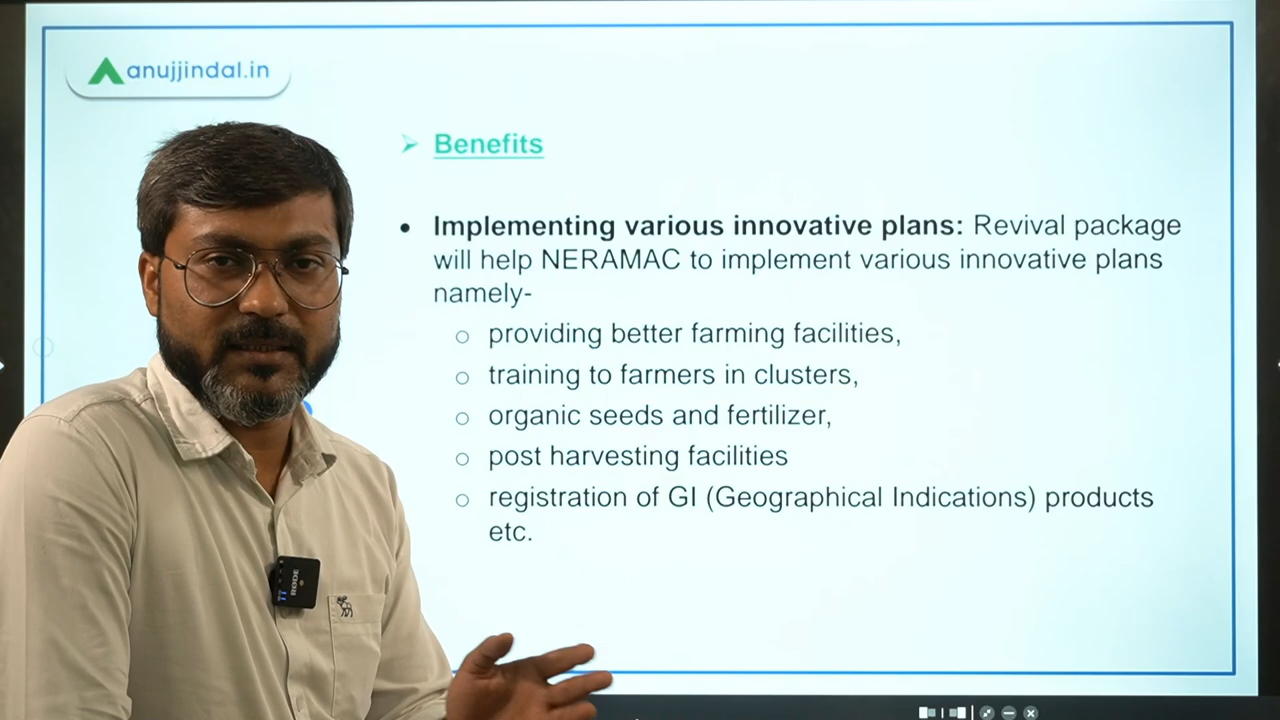 anujjindal.in
➢ Benefits
• Implementing various innovative plans: Revival package
will help NERAMAC to implement various innovative plans
namely-
○ providing better farming facilities,
○ training to farmers in clusters,
○ organic seeds and fertilizer,
○ post harvesting facilities
○ registration of GI (Geographical Indications) products
etc.
RODE